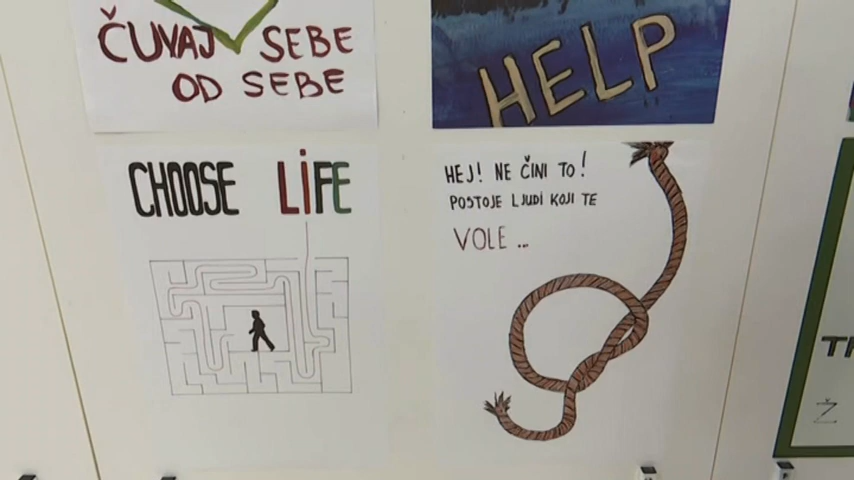 ČUVAJ SEBE
OD SEBE
HELP
CHOOSE LIFE
HEJ! NE ČINI TO!
POSTOJE LJUDI KOJI TE
VOLE...
Ž